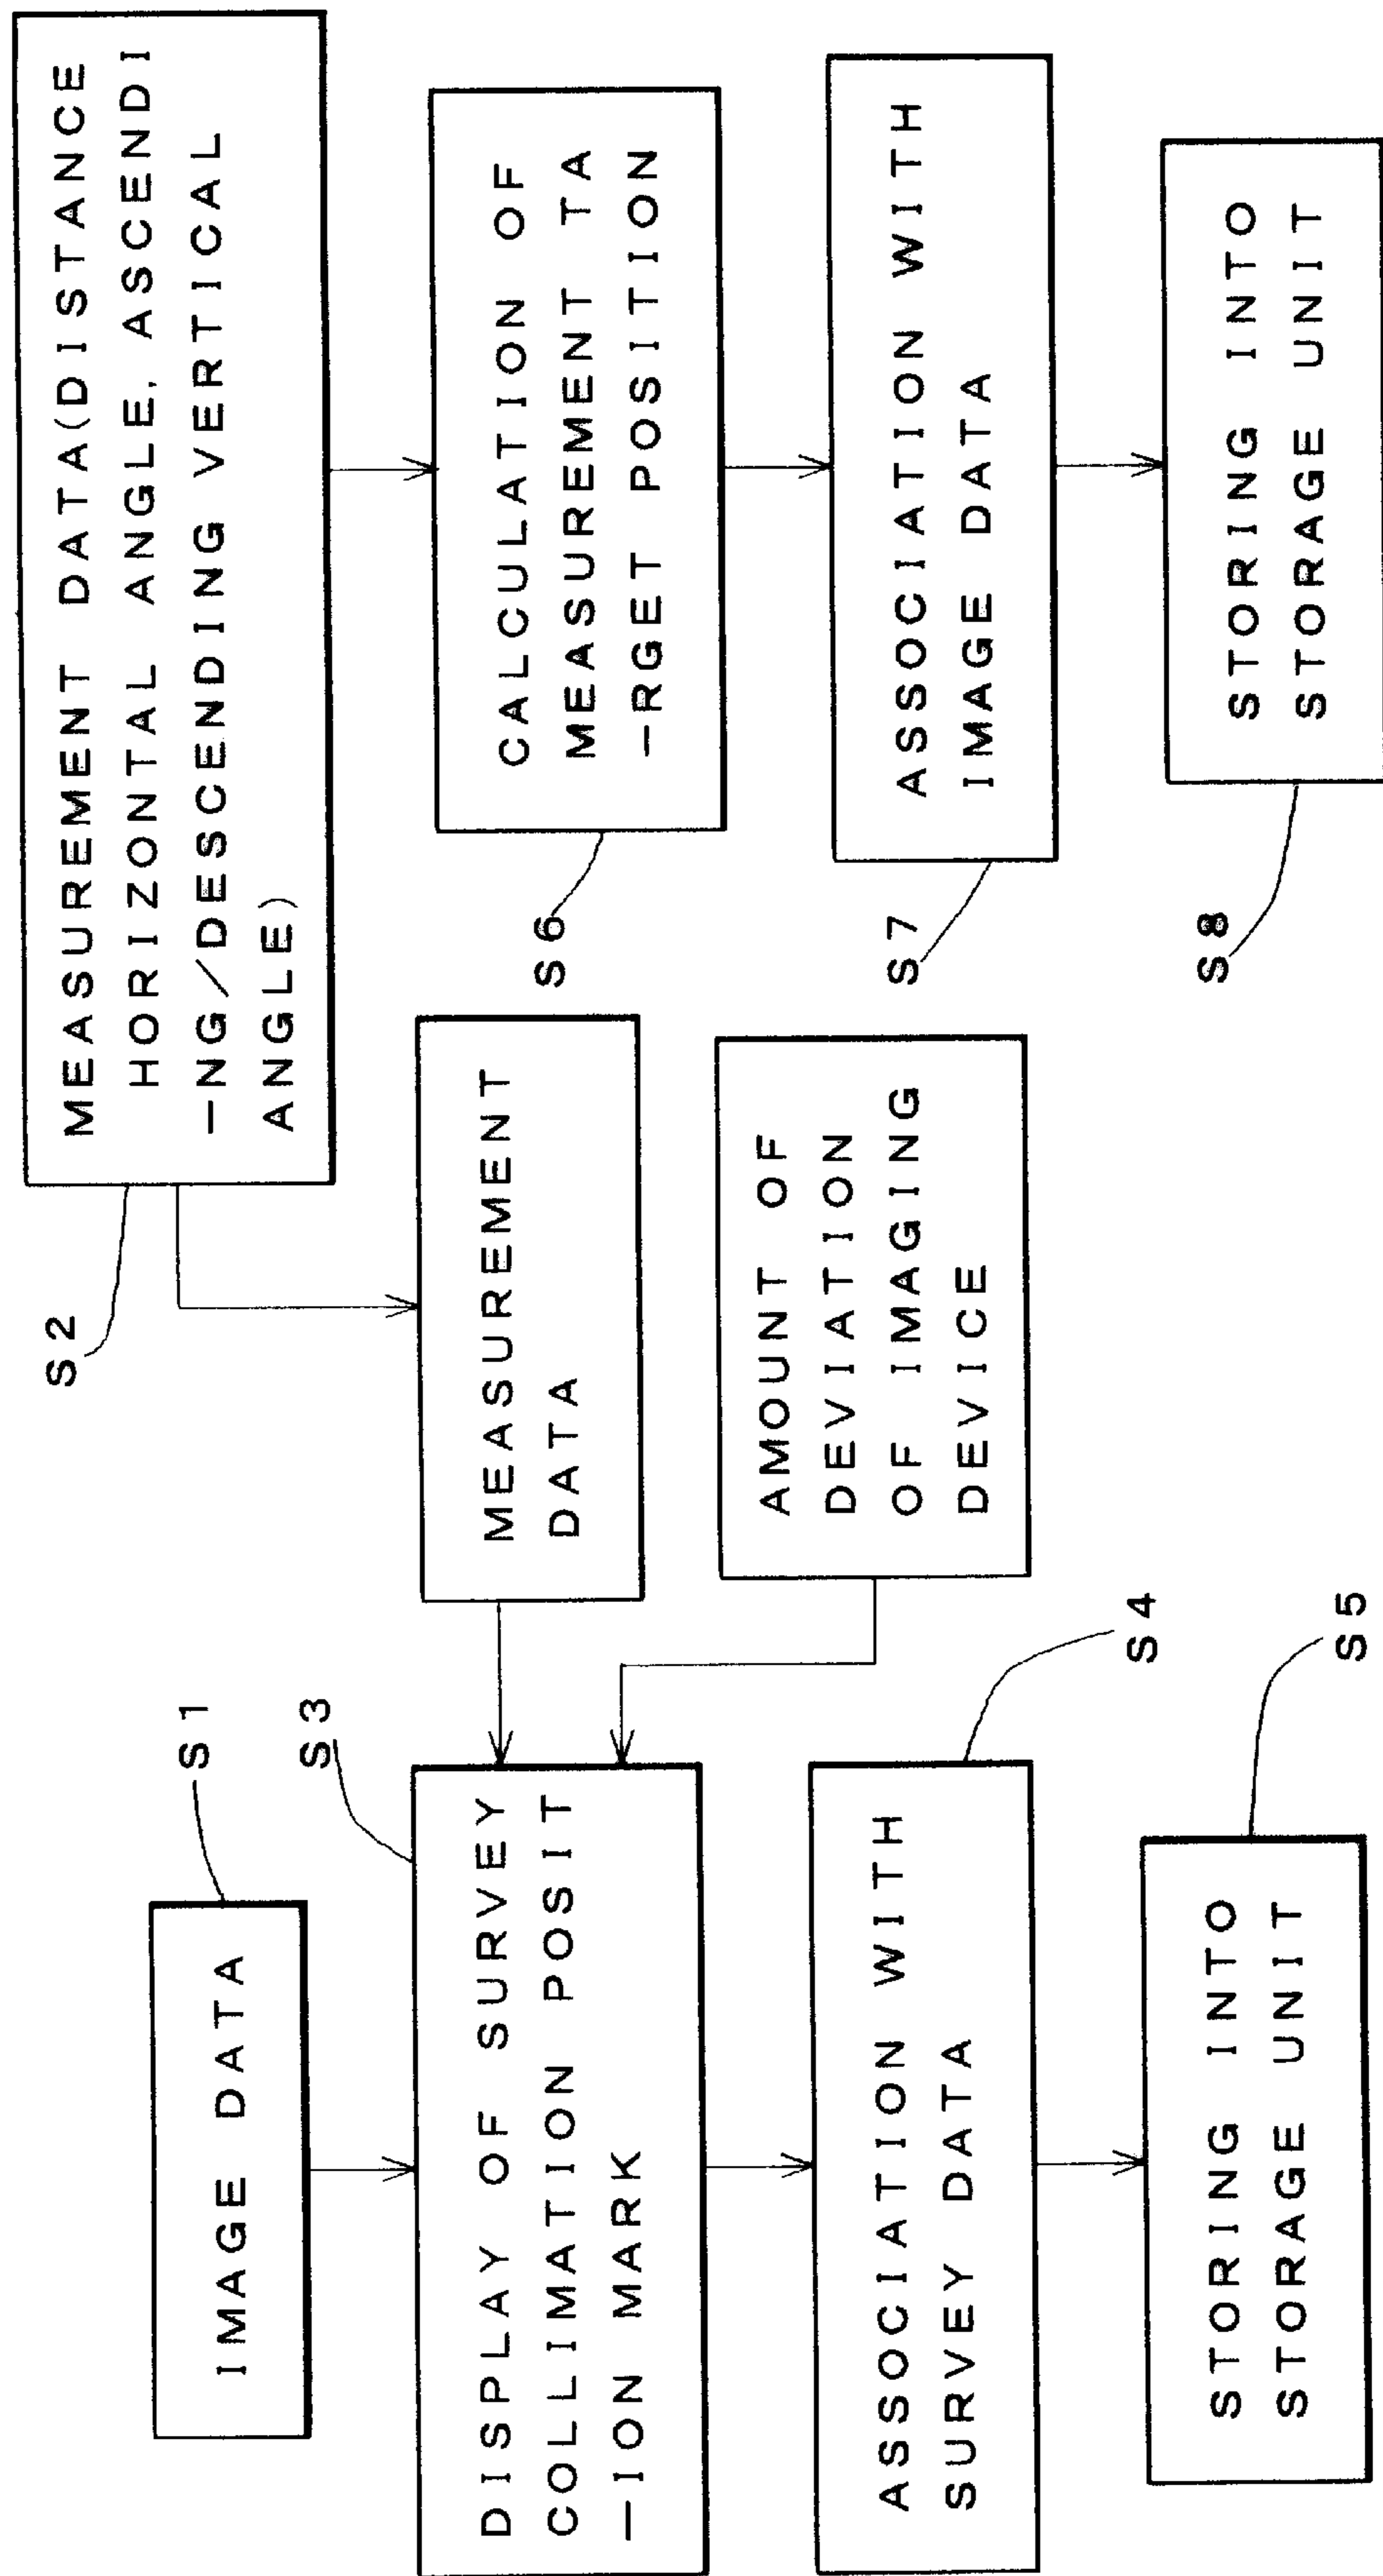 S1
IMAGE DATA
S3
DISPLAY OF SURVEY
COLLIMATION POSIT
-ION MARK
ASSOCIATION WITH
SURVEY DATA
S4
STORING INTO
STORAGE UNIT
S5
MEASUREMENT
DATA
AMOUNT OF
DEVIATION
OF IMAGING
DEVICE
S2
MEASUREMENT DATA(DISTANCE
HORIZONTAL ANGLE, ASCENDI
-NG/DESCENDING VERTICAL
ANGLE)
CALCULATION OF
MEASUREMENT TA
-RGET POSITION
S6
ASSOCIATION WITH
IMAGE DATA
S7
STORING INTO
STORAGE UNIT
S8